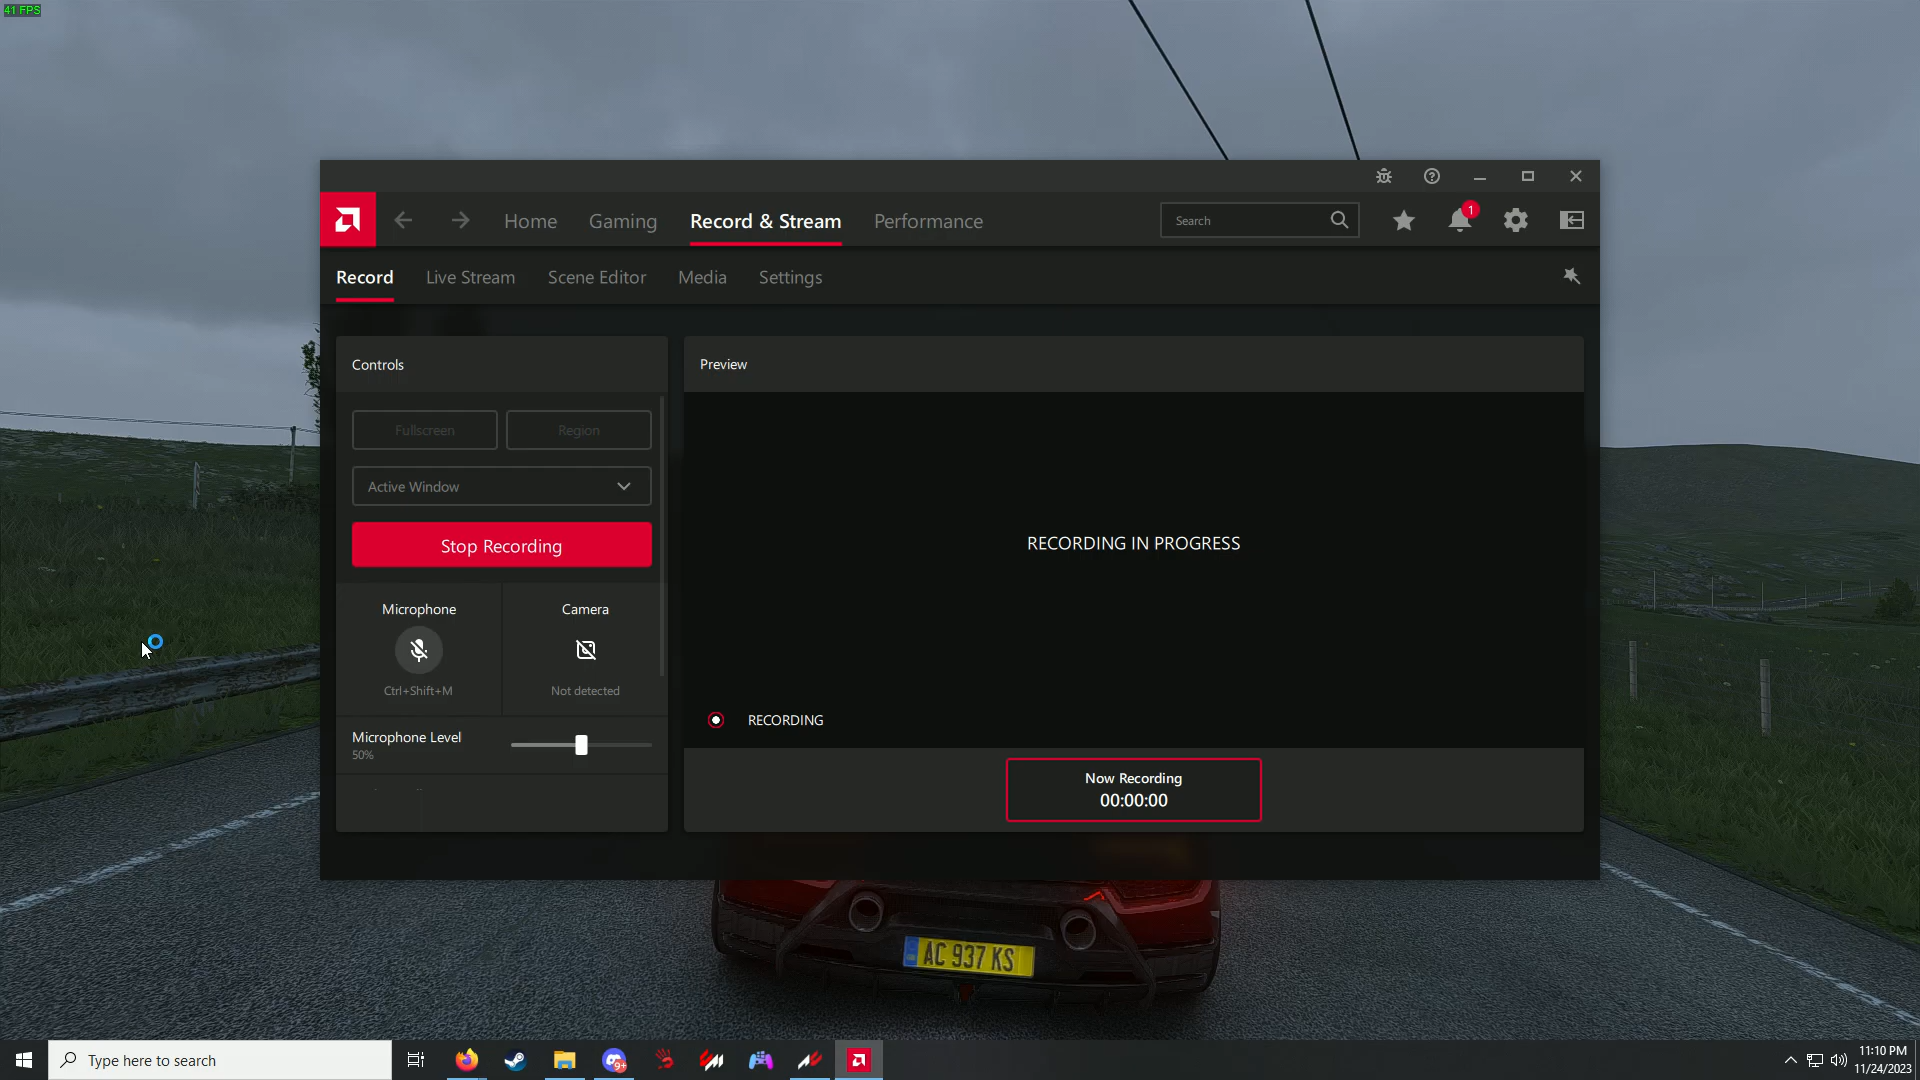 41 FPS
Home
Gaming
Record & Stream
Performance
Search
1
Record
Live Stream
Scene Editor
Media
Settings
Controls
Preview
Fullscreen
Region
Active Window
Stop Recording
RECORDING IN PROGRESS
Microphone
Camera
Ctrl+Shift+M
Not detected
RECORDING
Microphone Level
50%
Now Recording
00:00:00
AC 937 KS
Type here to search
9+
11:10 PM
11/24/2023